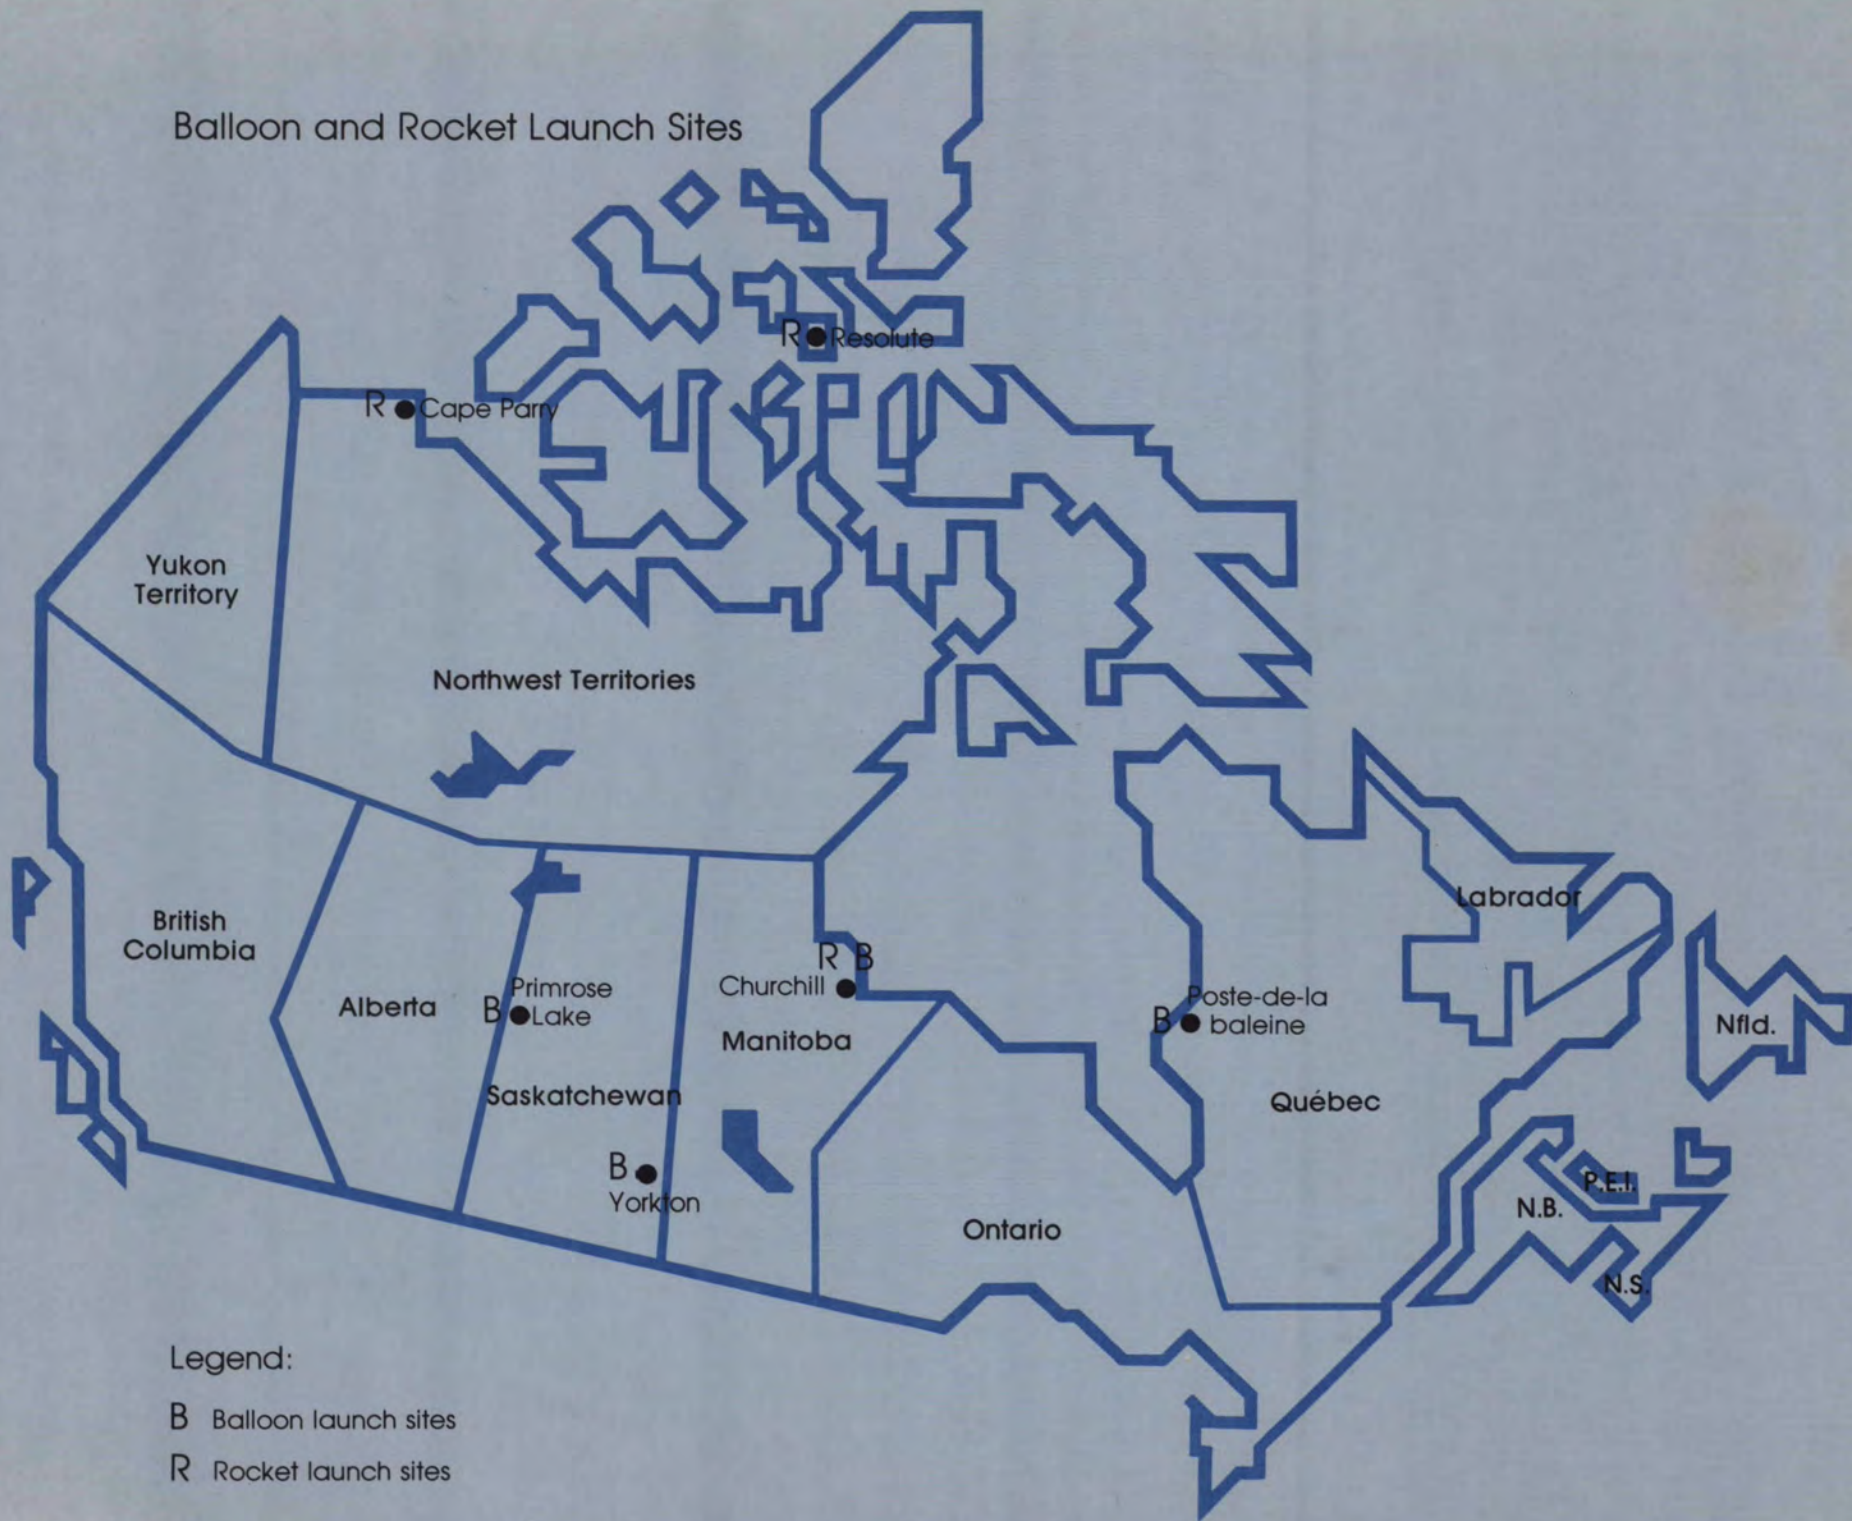 Balloon and Rocket Launch Sites
R Resolute
R Cape Parry
Yukon
Territory
Northwest Territories
British
Columbia
Labrador
R B
Churchill
Primrose
B Lake
Alberta
Manitoba
Poste-de-la
B baleine
Nfld.
Saskatchewan
Québec
B
Yorkton
P.E.I.
N.B.
Ontario
N.S.
Legend:
B Balloon launch sites
R Rocket launch sites